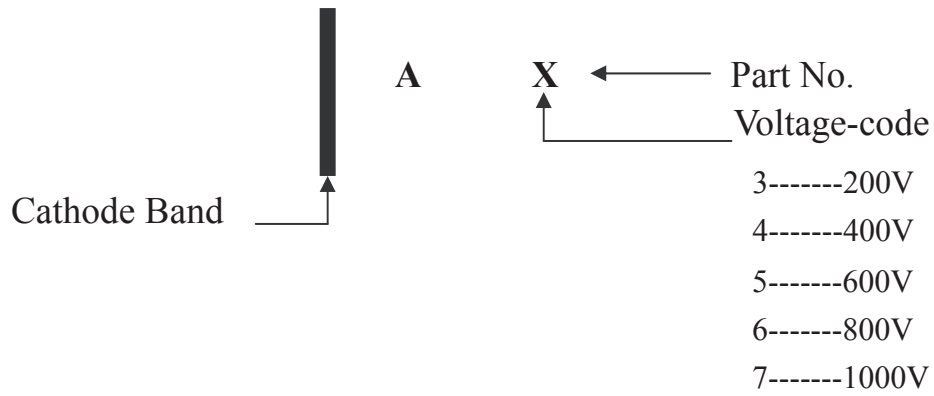 A X Part No.
Voltage-code
3-------200V
Cathode Band
4-------400V
5-------600V
6-------800V
7-------1000V